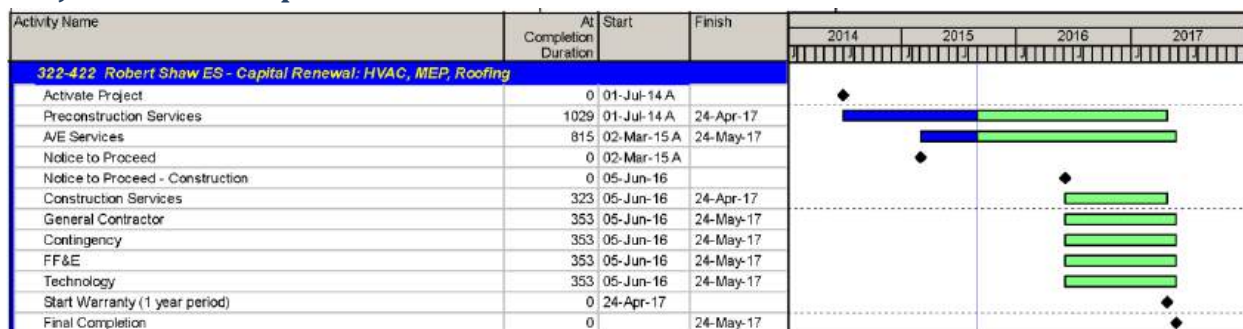 Activity Name At Completion Duration Start Finish
2014 2015 2016 2017
J J J J J J J
322-422 Robert Shaw ES - Capital Renewal: HVAC, MEP, Roofing
Activate Project 0 01-Jul-14 A
Preconstruction Services 1029 01-Jul-14 A 24-Apr-17
A/E Services 815 02-Mar-15 A 24-May-17
Notice to Proceed 0 02-Mar-15 A
Notice to Proceed - Construction 0 05-Jun-16
Construction Services 323 05-Jun-16 24-Apr-17
General Contractor 353 05-Jun-16 24-May-17
Contingency 353 05-Jun-16 24-May-17
FF&E 353 05-Jun-16 24-May-17
Technology 353 05-Jun-16 24-May-17
Start Warranty (1 year period) 0 24-Apr-17
Final Completion 0 24-May-17